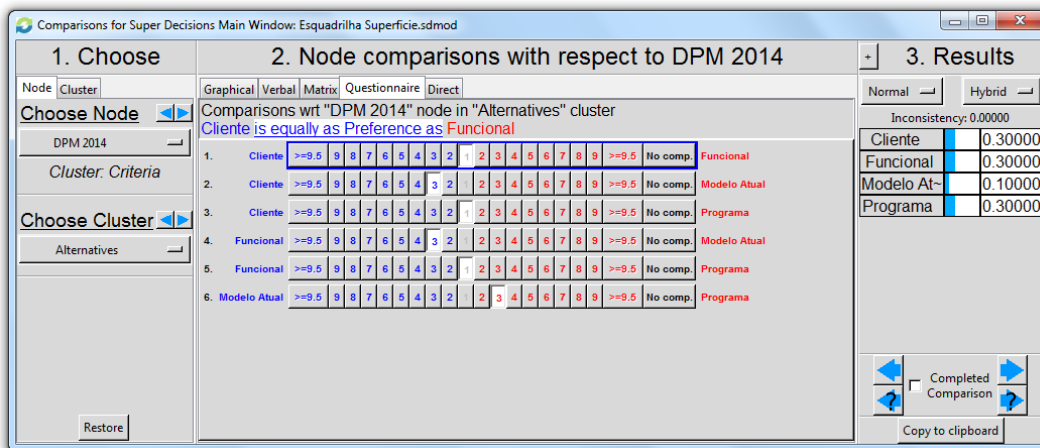 Comparisons for Super Decisions Main Window: Esquadrilha Superficie.sdmod
1. Choose
Node Cluster
Choose Node
DPM 2014
Cluster: Criteria
Choose Cluster
Alternatives
Restore
2. Node comparisons with respect to DPM 2014
Graphical Verbal Matrix Questionnaire Direct
Comparisons wrt "DPM 2014" node in "Alternatives" cluster
Cliente is equally as Preference as Funcional
1. Cliente >=9.5 9 8 7 6 5 4 3 2 1 2 3 4 5 6 7 8 9 >=9.5 No comp. Funcional
2. Cliente >=9.5 9 8 7 6 5 4 3 2 1 2 3 4 5 6 7 8 9 >=9.5 No comp. Modelo Atual
3. Cliente >=9.5 9 8 7 6 5 4 3 2 1 2 3 4 5 6 7 8 9 >=9.5 No comp. Programa
4. Funcional >=9.5 9 8 7 6 5 4 3 2 1 2 3 4 5 6 7 8 9 >=9.5 No comp. Modelo Atual
5. Funcional >=9.5 9 8 7 6 5 4 3 2 1 2 3 4 5 6 7 8 9 >=9.5 No comp. Programa
6. Modelo Atual >=9.5 9 8 7 6 5 4 3 2 1 2 3 4 5 6 7 8 9 >=9.5 No comp. Programa
+ 3. Results
Normal Hybrid
Inconsistency: 0.00000
Cliente 0.30000
Funcional 0.30000
Modelo At~ 0.10000
Programa 0.30000
Completed
Comparison
? ?
Copy to clipboard